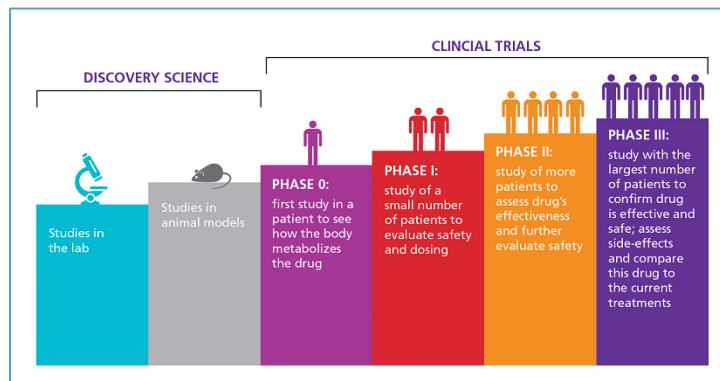 CLINCIAL TRIALS
DISCOVERY SCIENCE
Studies in
the lab
Studies in
animal models
PHASE 0:
first study in a
patient to see
how the body
metabolizes
the drug
PHASE I:
study of a
small number
of patients to
evaluate safety
and dosing
PHASE II:
study of more
patients to
assess drug's
effectiveness
and further
evaluate safety
PHASE III:
study with the
largest number
of patients to
confirm drug
is effective and
safe; assess
side-effects
and compare
this drug to
the current
treatments